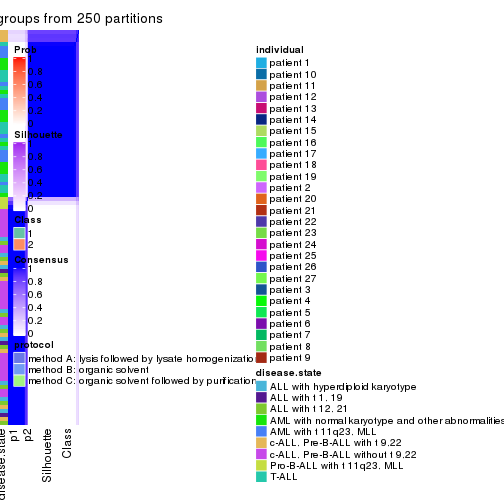 groups from 250 partitions
Prob
1
0.8
0.6
0.4
0.2
0
Silhouette
1
0.8
0.6
0.4
0.2
0
Class
1
2
Consensus
1
0.8
0.6
0.4
0.2
0
protocol
method A: lysis followed by lysate homogenizatio
method B: organic solvent
method C: organic solvent followed by purification
disease.state
p1
p2
Silhouette
Class
individual
patient 1
patient 10
patient 11
patient 12
patient 13
patient 14
patient 15
patient 16
patient 17
patient 18
patient 19
patient 2
patient 20
patient 21
patient 22
patient 23
patient 24
patient 25
patient 26
patient 27
patient 3
patient 4
patient 5
patient 6
patient 7
patient 8
patient 9
disease.state
ALL with hyperdiploid karyotype
ALL with t1. 19
ALL with t12. 21
AML with normal karyotype and other abnormalities
AML with t11q23. MLL
c-ALL. Pre-B-ALL with t9.22
c-ALL. Pre-B-ALL without t9.22
Pro-B-ALL with t11q23. MLL
T-ALL